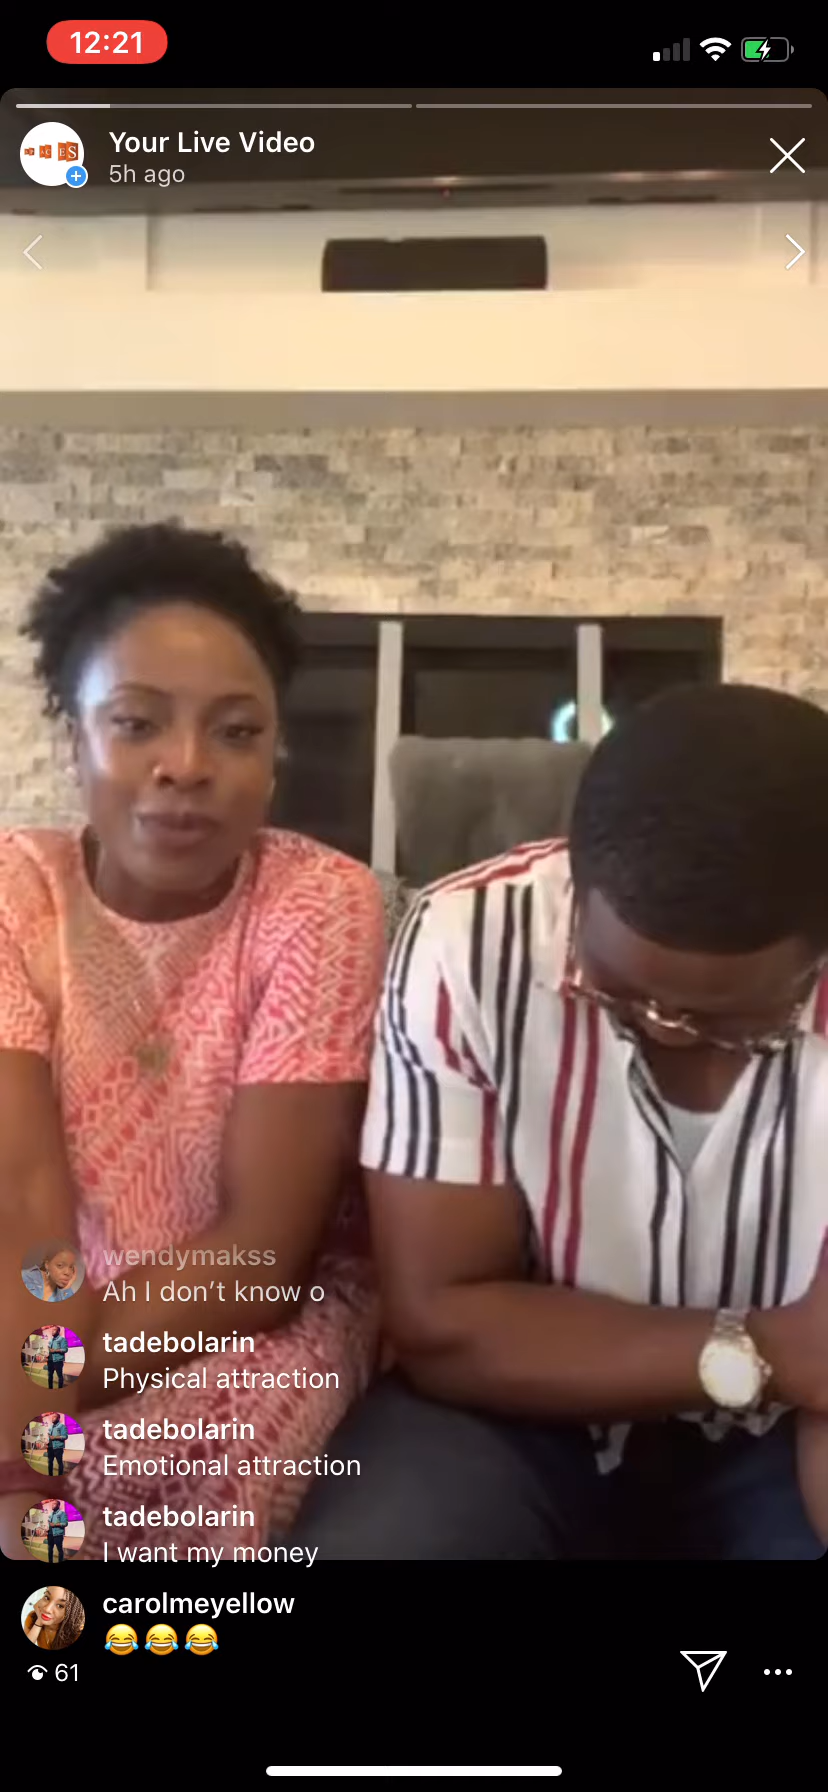 12:21
Your Live Video
5h ago
wendymakss
Ah I don’t know o
tadebolarin
Physical attraction
tadebolarin
Emotional attraction
tadebolarin
I want my money
carolmeyellow
😂😂😂
61